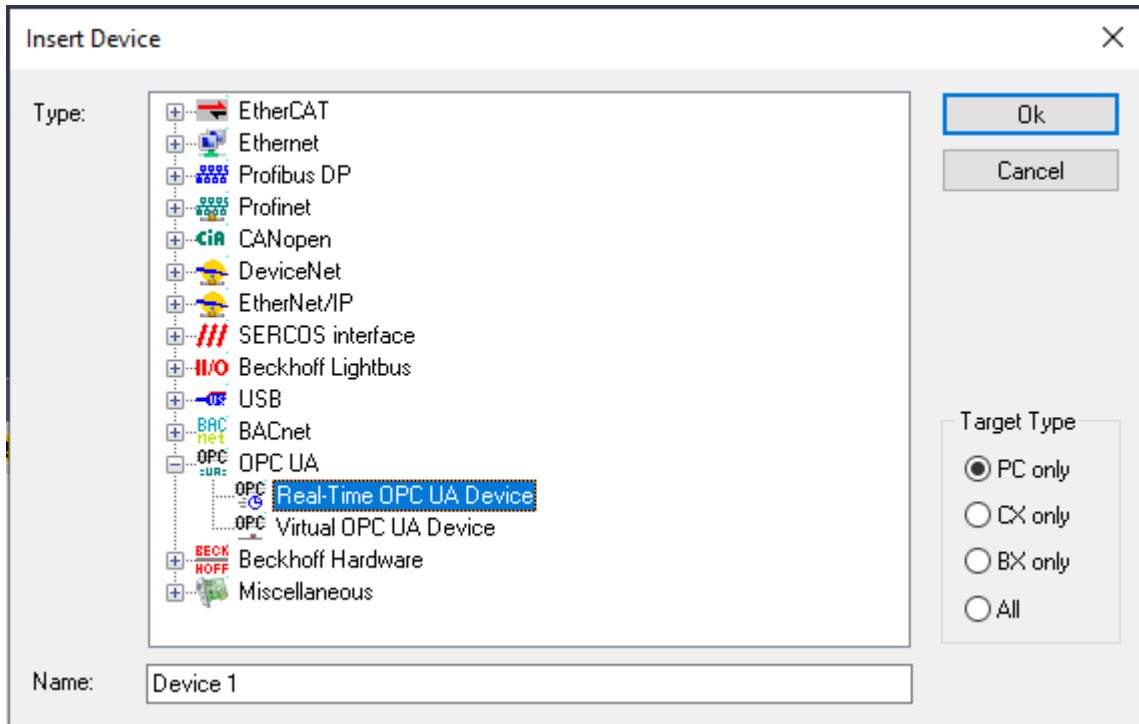 Insert Device
Type:
EtherCAT
Ethernet
Profibus DP
Profinet
CiA CANopen
DeviceNet
EtherNet/IP
SERCOS interface
II/O Beckhoff Lightbus
USB
BAC
net BACnet
OPC
:UA: OPC UA
OPC Real-Time OPC UA Device
OPC Virtual OPC UA Device
BECK
HOFF Beckhoff Hardware
Miscellaneous
Ok
Cancel
Target Type
PC only
CX only
BX only
All
Name:
Device 1